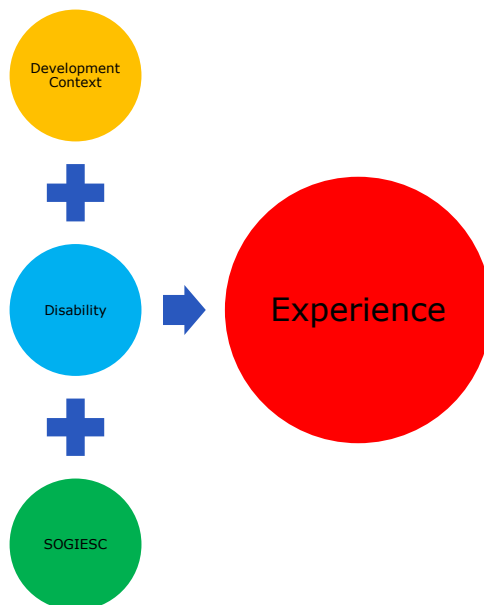 Development
Context
Disability
Experience
SOGIESC